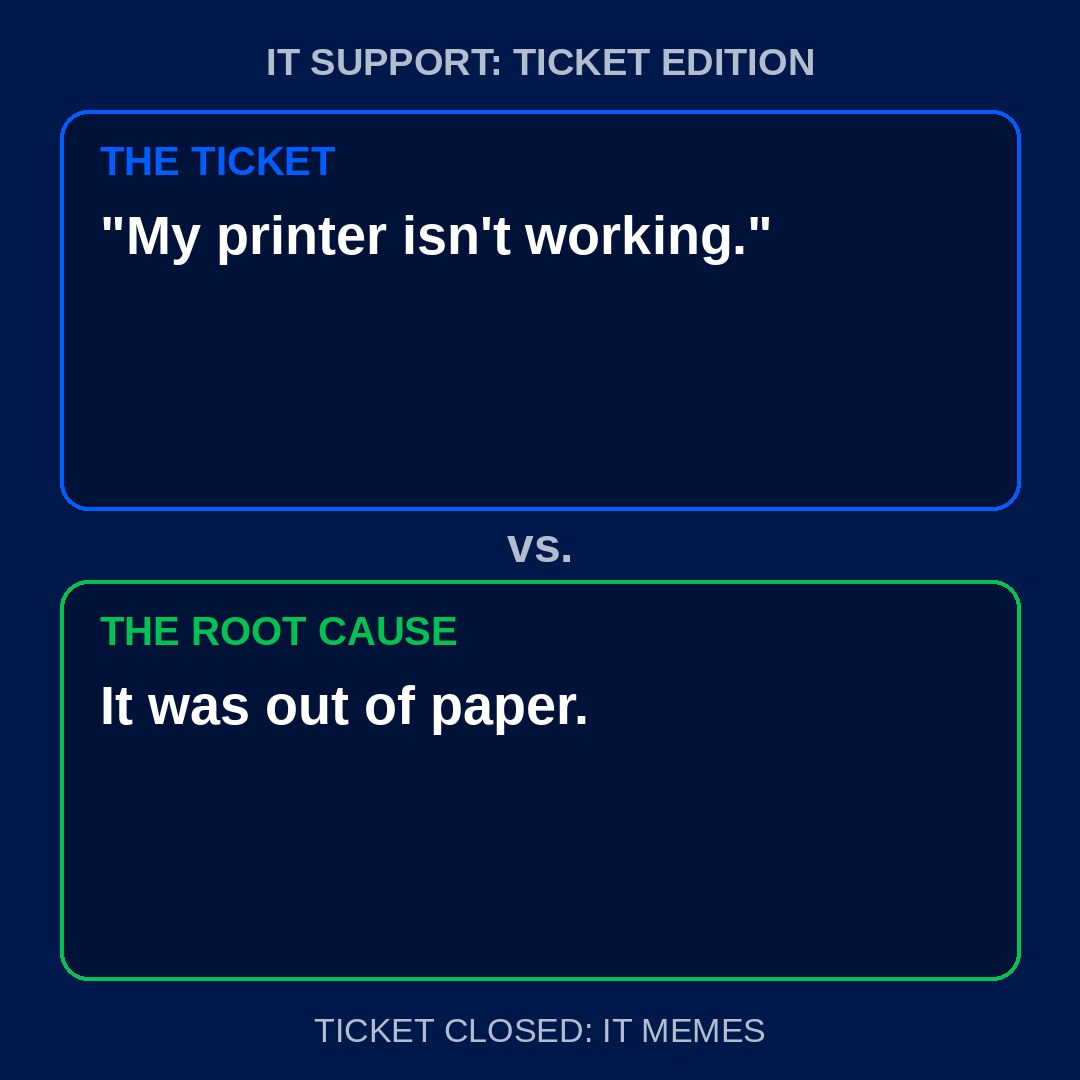 IT SUPPORT: TICKET EDITION
THE TICKET
"My printer isn't working."
vs.
THE ROOT CAUSE
It was out of paper.
TICKET CLOSED: IT MEMES